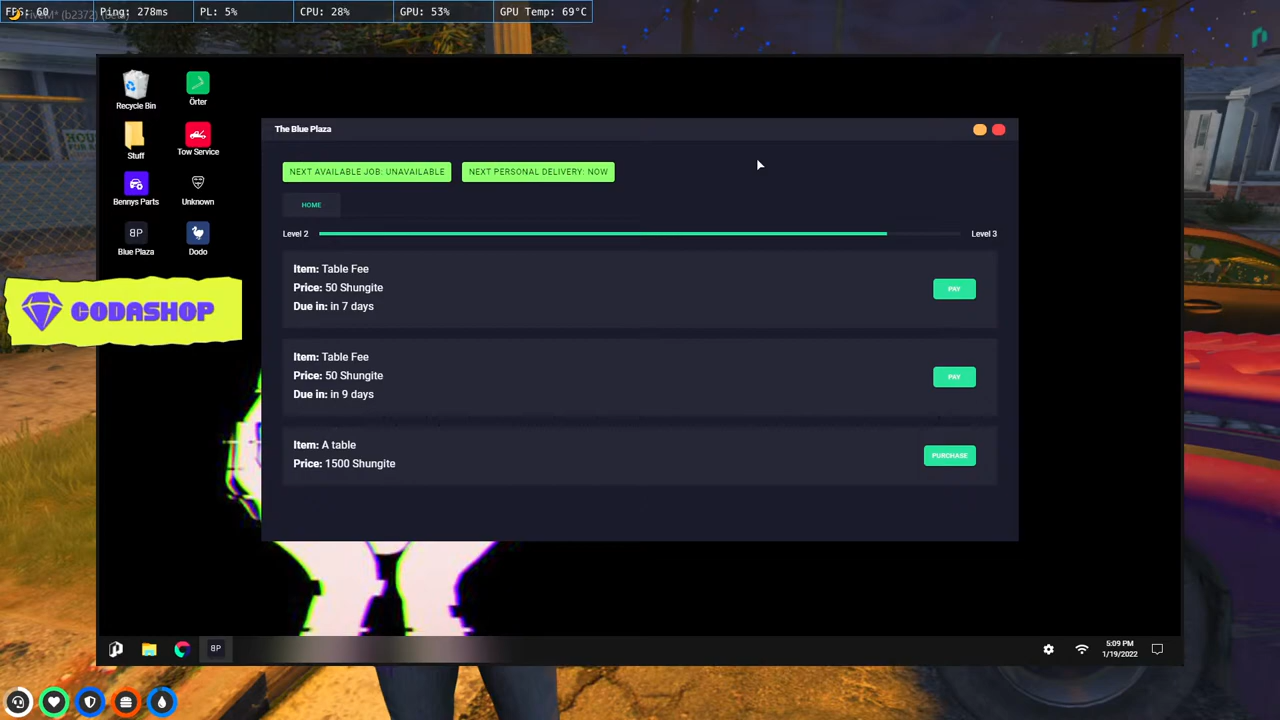 FPS: 60
Ping: 278ms
PL: 5%
CPU: 28%
GPU: 53%
GPU Temp: 69°C
Recycle Bin
Örter
Stuff
Tow Service
Bennys Parts
Unknown
BP
Blue Plaza
Dodo
CODASHOP
The Blue Plaza
NEXT AVAILABLE JOB: UNAVAILABLE
NEXT PERSONAL DELIVERY: NOW
HOME
Level 2
Level 3
Item: Table Fee
Price: 50 Shungite
Due in: in 7 days
PAY
Item: Table Fee
Price: 50 Shungite
Due in: in 9 days
PAY
Item: A table
Price: 1500 Shungite
PURCHASE
BP
5:09 PM
1/19/2022